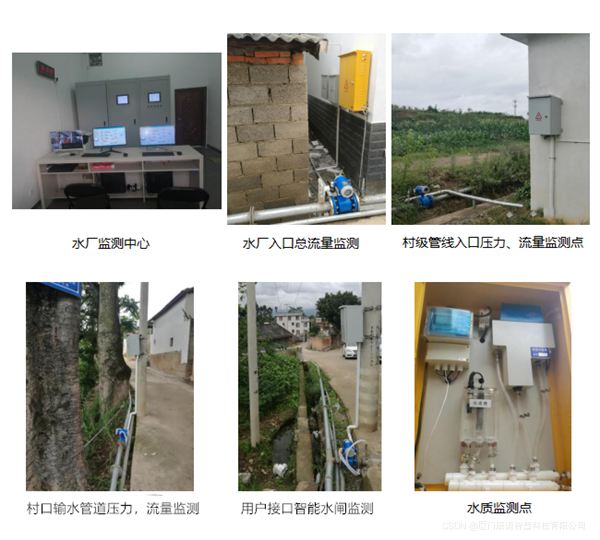 水厂监测中心
水厂入口总流量监测
村级管线入口压力、流量监测点
村口输水管道压力，流量监测
用户接口智能水间监测
水质监测点